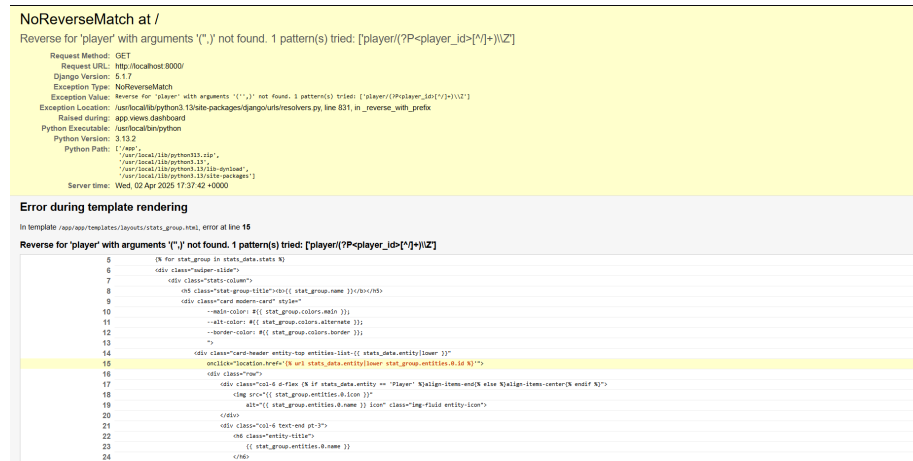 NoReverseMatch at /
Reverse for 'player' with arguments '('',)' not found. 1 pattern(s) tried: ['player/(?P<player_id>[^/]+)\\Z']
Request Method: GET
Request URL: http://localhost:8000/
Django Version: 5.1.7
Exception Type: NoReverseMatch
Exception Value: Reverse for 'player' with arguments '('',)' not found. 1 pattern(s) tried: ['player/(?P<player_id>[^/]+)\\Z']
Exception Location: /usr/local/lib/python3.13/site-packages/django/urls/resolvers.py, line 831, in _reverse_with_prefix
Raised during: app.views.dashboard
Python Executable: /usr/local/bin/python
Python Version: 3.13.2
Python Path: ['/app',
'/usr/local/lib/python313.zip',
'/usr/local/lib/python3.13',
'/usr/local/lib/python3.13/lib-dynload',
'/usr/local/lib/python3.13/site-packages']
Server time: Wed, 02 Apr 2025 17:37:42 +0000
Error during template rendering
In template /app/app/templates/layouts/stats_group.html, error at line 15
Reverse for 'player' with arguments '('',)' not found. 1 pattern(s) tried: ['player/(?P<player_id>[^/]+)\\Z']
5 {% for stat_group in stats_data.stats %}
6 <div class="swiper-slide">
7 <div class="stats-column">
8 <h5 class="stat-group-title"><b>{{ stat_group.name }}</b></h5>
9 <div class="card modern-card" style="
10 --main-color: #{{ stat_group.colors.main }};
11 --alt-color: #{{ stat_group.colors.alternate }};
12 --border-color: #{{ stat_group.colors.border }};
13 ">
14 <div class="card-header entity-top entities-list-{{ stats_data.entity|lower }}"
15 onclick="location.href='{% url stats_data.entity|lower stat_group.entities.0.id %}'">
16 <div class="row">
17 <div class="col-6 d-flex {% if stats_data.entity == 'Player' %}align-items-end{% else %}align-items-center{% endif %}">
18 <img src="{{ stat_group.entities.0.icon }}"
19 alt="{{ stat_group.entities.0.name }} icon" class="img-fluid entity-icon">
20 </div>
21 <div class="col-6 text-end pt-3">
22 <h6 class="entity-title">
23 {{ stat_group.entities.0.name }}
24 </h6>